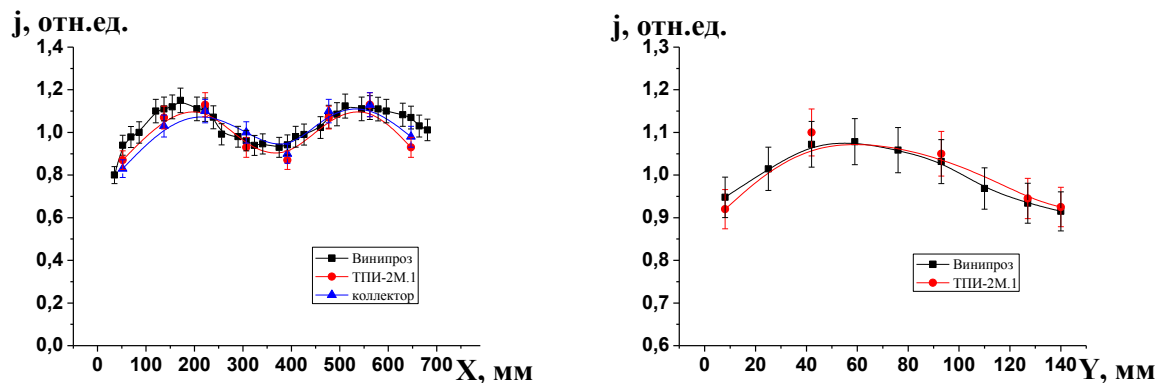 j, отн.ед.
1,4
1,2
1,0
0,8
0,6
0,4
0,2
0,0
Винипроз
ТПИ-2М.1
коллектор
0 100 200 300 400 500 600 700
X, мм
j, отн.ед.
1,3
1,2
1,1
1,0
0,9
0,8
0,7
0,6
Винипроз
ТПИ-2М.1
0 20 40 60 80 100 120 140
Y, мм